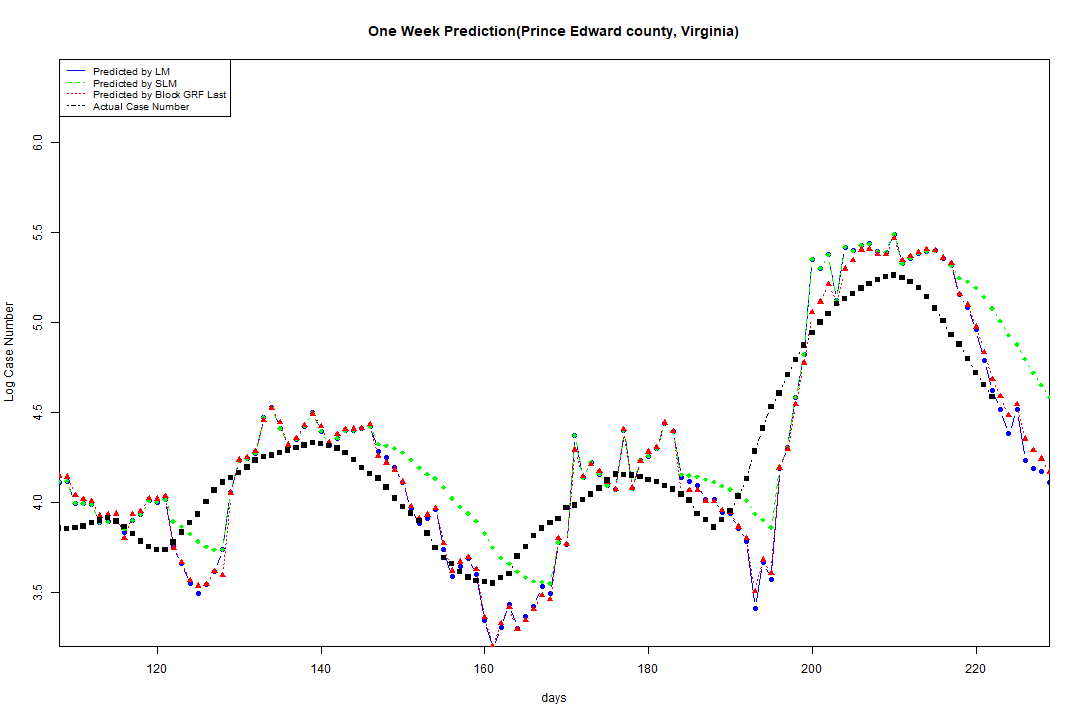 One Week Prediction(Prince Edward county, Virginia)
Predicted by LM
Predicted by SLM
Predicted by Block GRF Last
Actual Case Number
6.0
5.5
5.0
4.5
4.0
3.5
Log Case Number
120 140 160 180 200 220
days